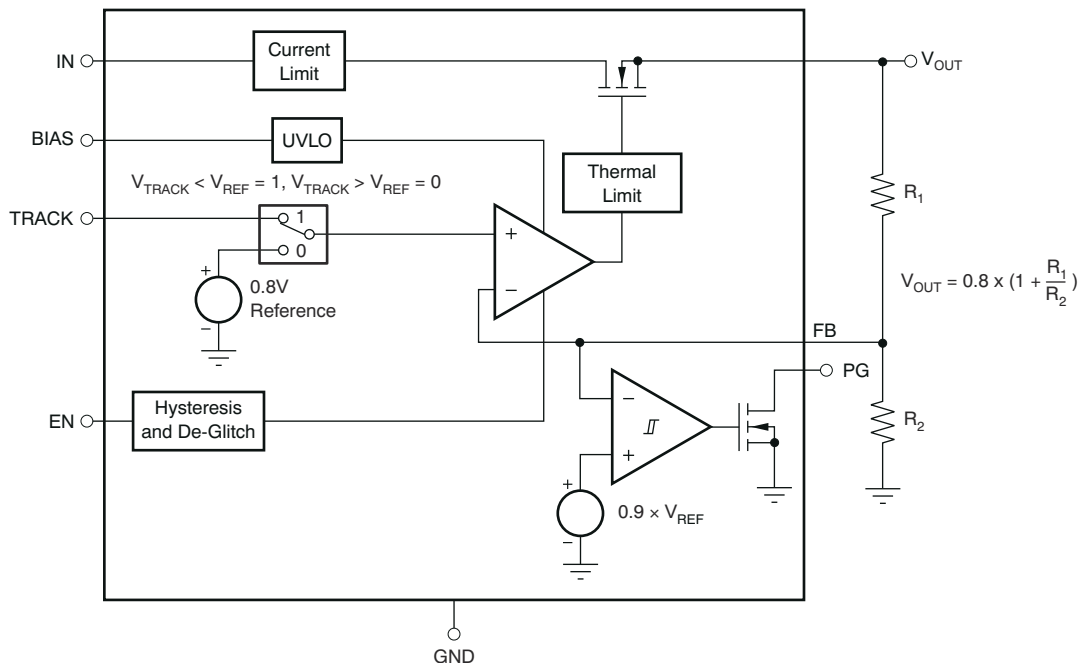 IN
Current
Limit
V_OUT
BIAS
UVLO
Thermal
Limit
V_TRACK < V_REF = 1, V_TRACK > V_REF = 0
TRACK
1
0
+
−
+
−
0.8V
Reference
R_1
V_OUT = 0.8 x (1 + R_1/R_2)
FB
PG
EN
Hysteresis
and De-Glitch
−
+
R_2
+
−
0.9 × V_REF
GND